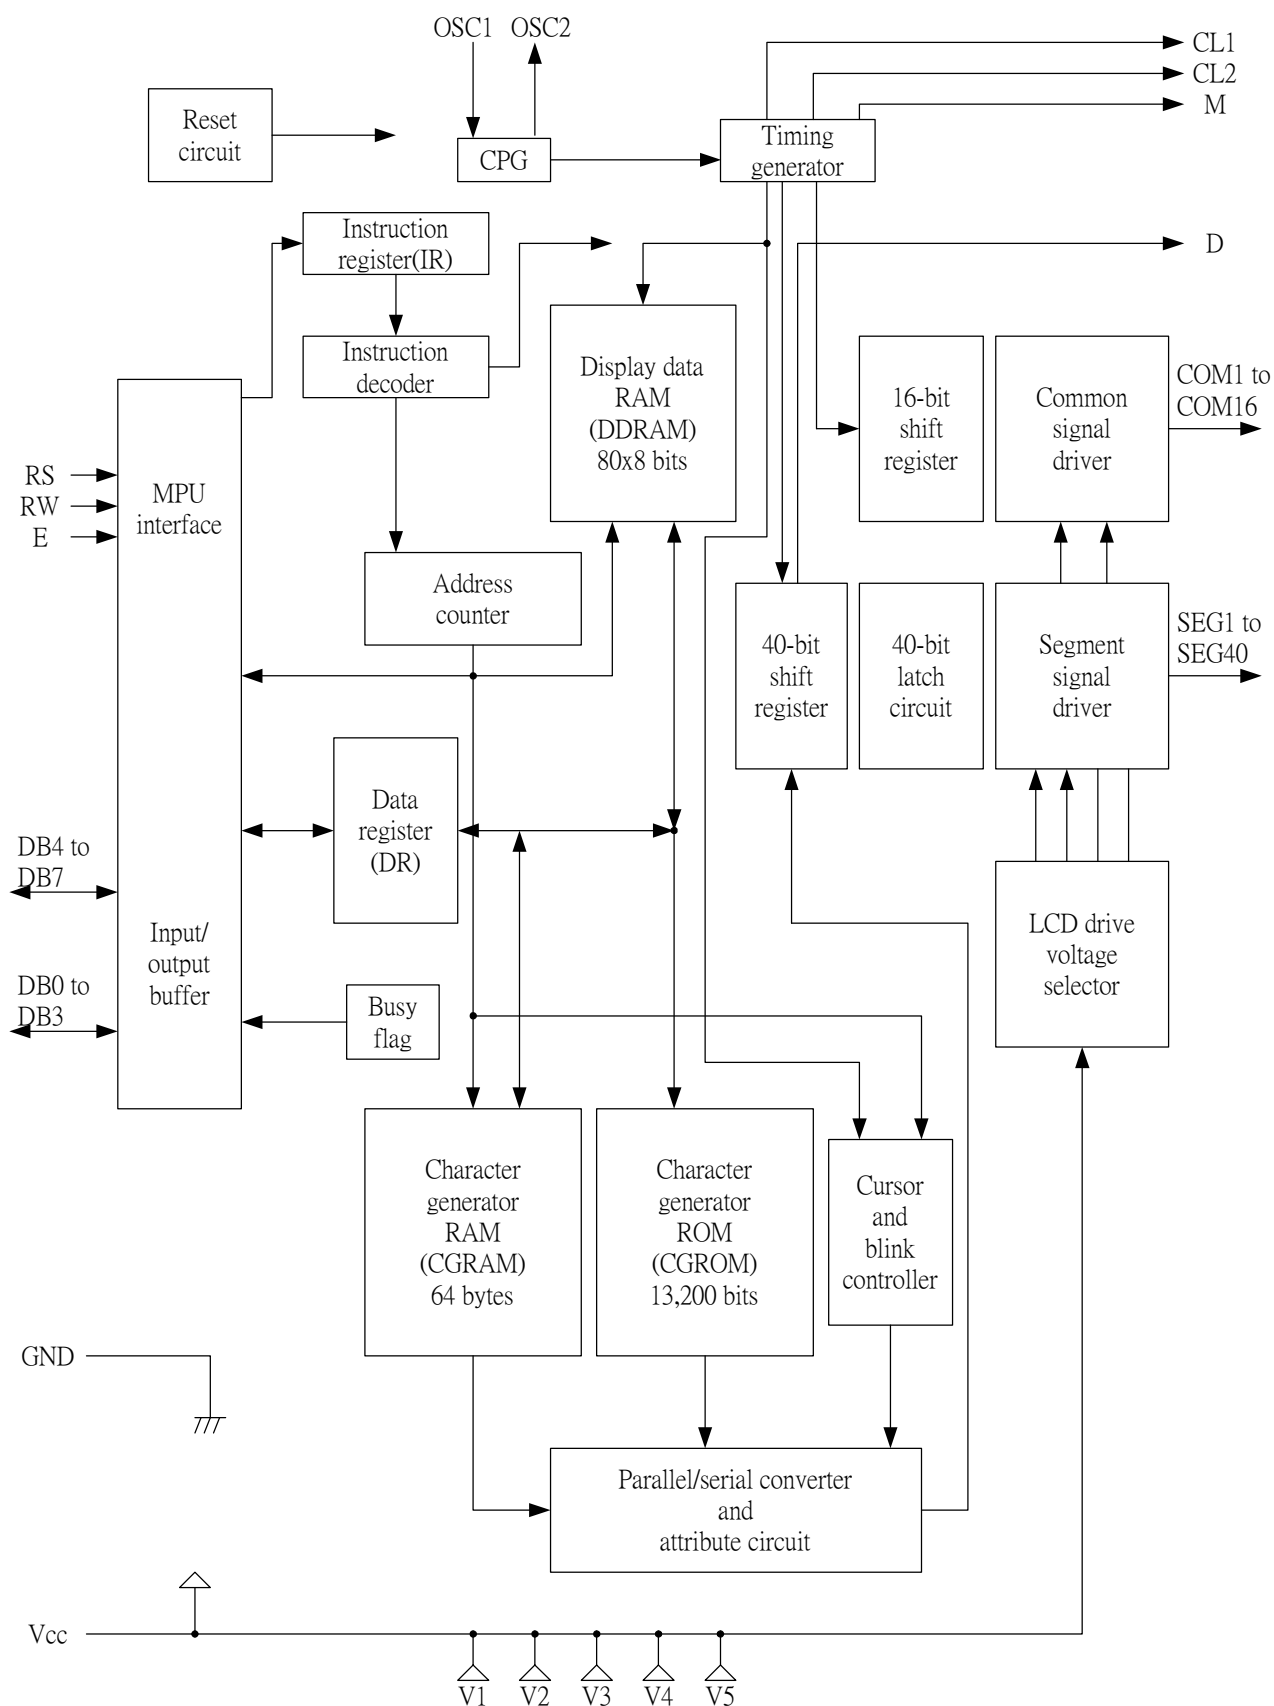 OSC1 OSC2
CL1
CL2
M
Reset
circuit
CPG
Timing
generator
Instruction
register(IR)
D
Instruction
decoder
Display data
RAM
(DDRAM)
80x8 bits
16-bit
shift
register
Common
signal
driver
COM1 to
COM16
RS
RW
E
MPU
interface
Address
counter
40-bit
shift
register
40-bit
latch
circuit
Segment
signal
driver
SEG1 to
SEG40
Data
register
(DR)
DB4 to
DB7
Input/
output
buffer
LCD drive
voltage
selector
DB0 to
DB3
Busy
flag
Character
generator
RAM
(CGRAM)
64 bytes
Character
generator
ROM
(CGROM)
13,200 bits
Cursor
and
blink
controller
GND
Parallel/serial converter
and
attribute circuit
Vcc
V1 V2 V3 V4 V5